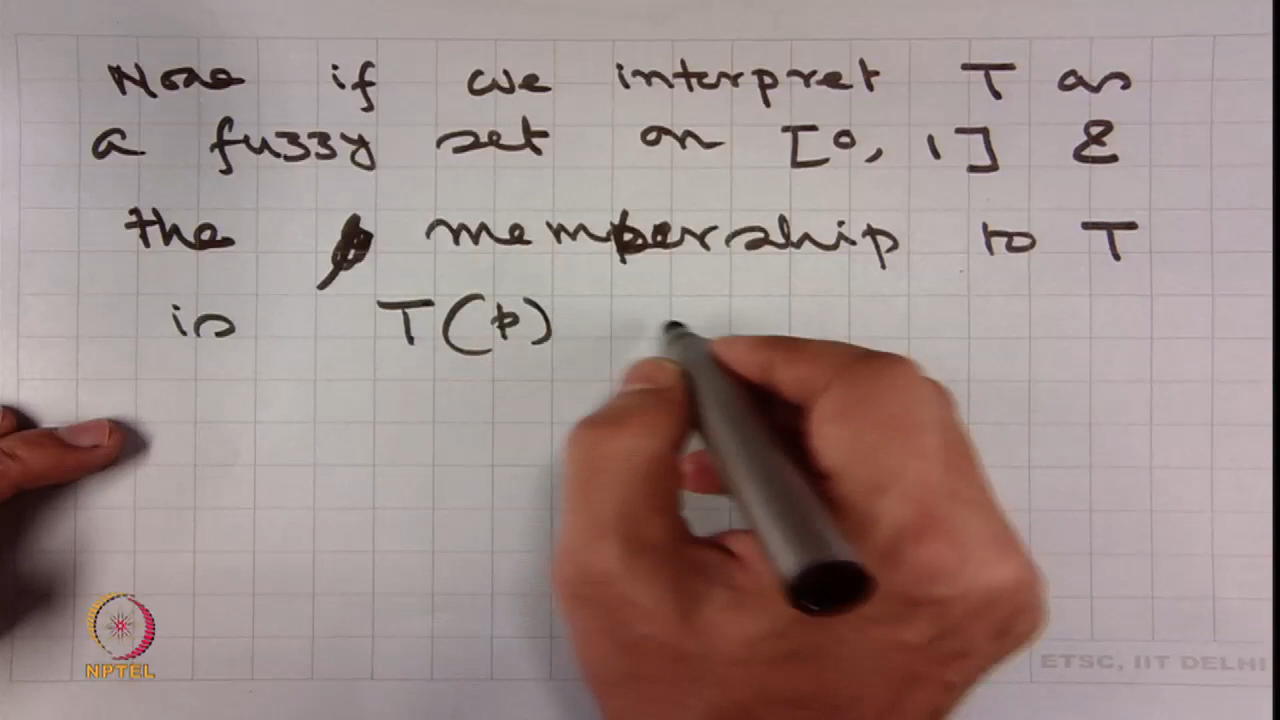 Now if we interpret T as
a fuzzy set on [0, 1] &
the membership to T
is T(p)
NPTEL
ETSC, IIT DELHI